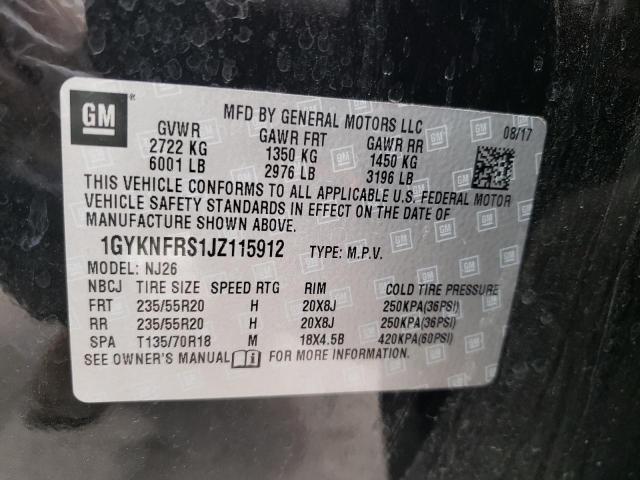 GM ®
MFD BY GENERAL MOTORS LLC 08/17
GVWR GAWR FRT GAWR RR
2722 KG 1350 KG 1450 KG
6001 LB 2976 LB 3196 LB
THIS VEHICLE CONFORMS TO ALL APPLICABLE U.S. FEDERAL MOTOR
VEHICLE SAFETY STANDARDS IN EFFECT ON THE DATE OF
MANUFACTURE SHOWN ABOVE.
1GYKNFRS1JZ115912 TYPE: M.P.V.
MODEL: NJ26
NBCJ TIRE SIZE SPEED RTG RIM COLD TIRE PRESSURE
FRT 235/55R20 H 20X8J 250KPA(36PSI)
RR 235/55R20 H 20X8J 250KPA(36PSI)
SPA T135/70R18 M 18X4.5B 420KPA(60PSI)
SEE OWNER'S MANUAL FOR MORE INFORMATION.